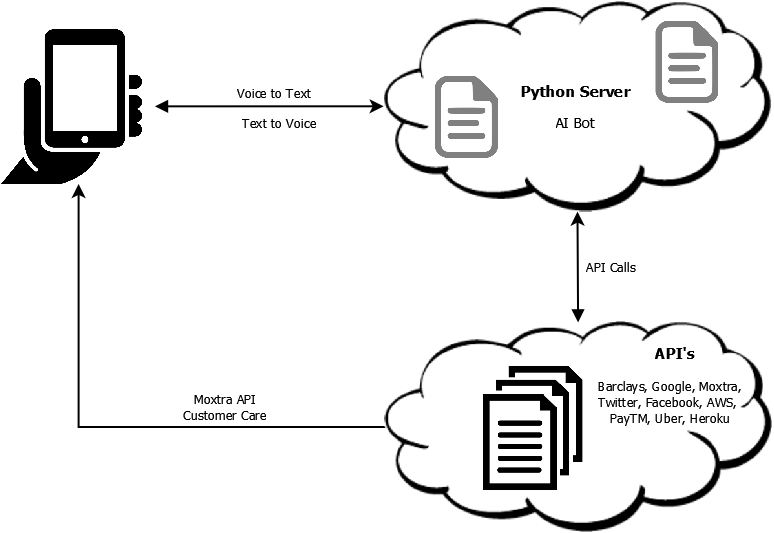 Voice to Text
Text to Voice
Python Server
AI Bot
API Calls
API's
Barclays, Google, Moxtra,
Twitter, Facebook, AWS,
PayTM, Uber, Heroku
Moxtra API
Customer Care